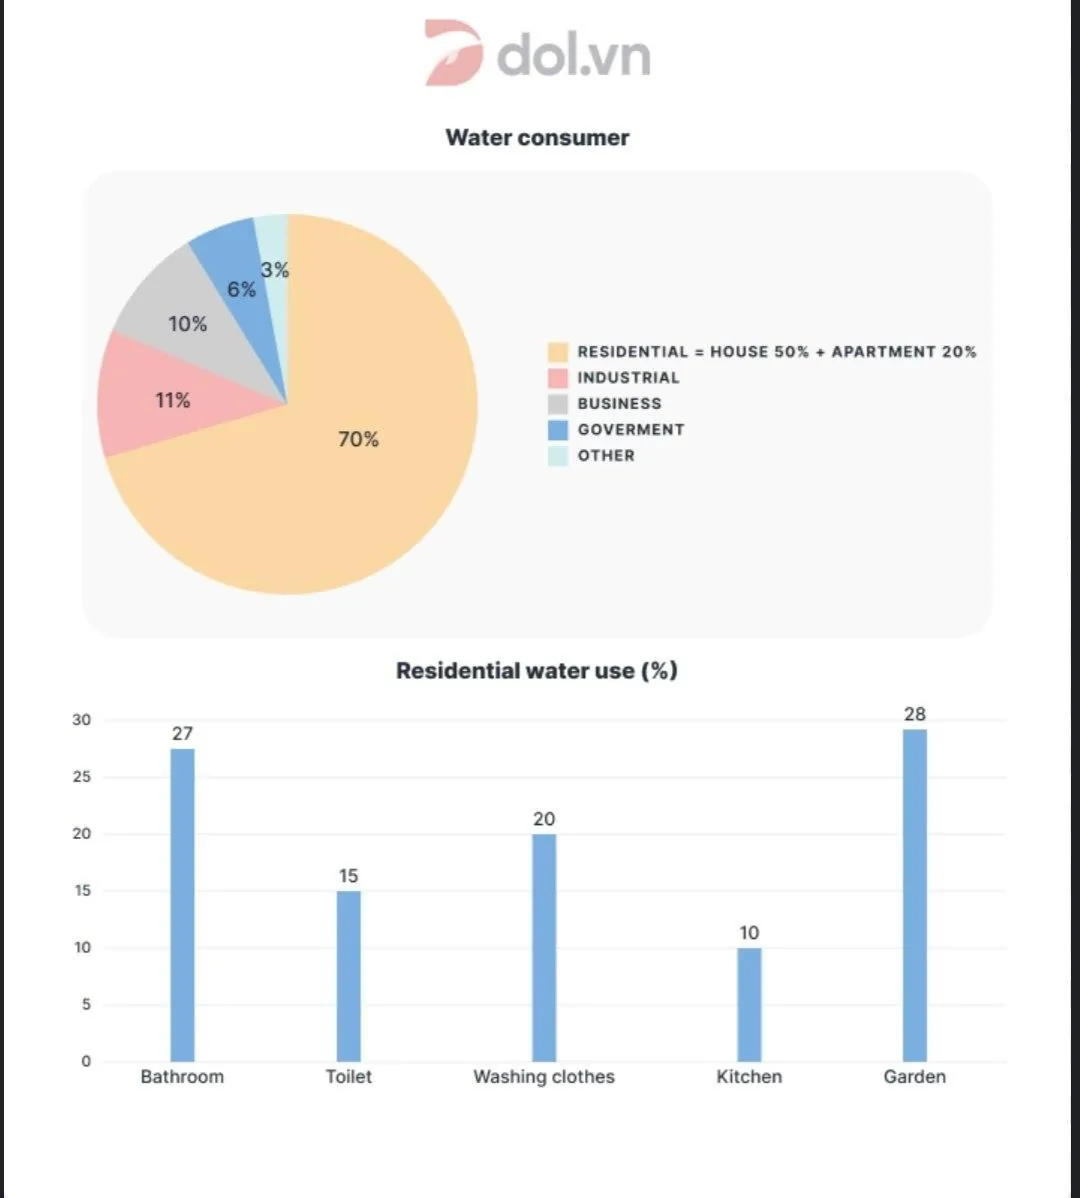 dol.vn
Water consumer
3%
6%
10%
11%
70%
RESIDENTIAL = HOUSE 50% + APARTMENT 20%
INDUSTRIAL
BUSINESS
GOVERMENT
OTHER
Residential water use (%)
30
25
20
15
10
5
0
27
15
20
10
28
Bathroom Toilet Washing clothes Kitchen Garden